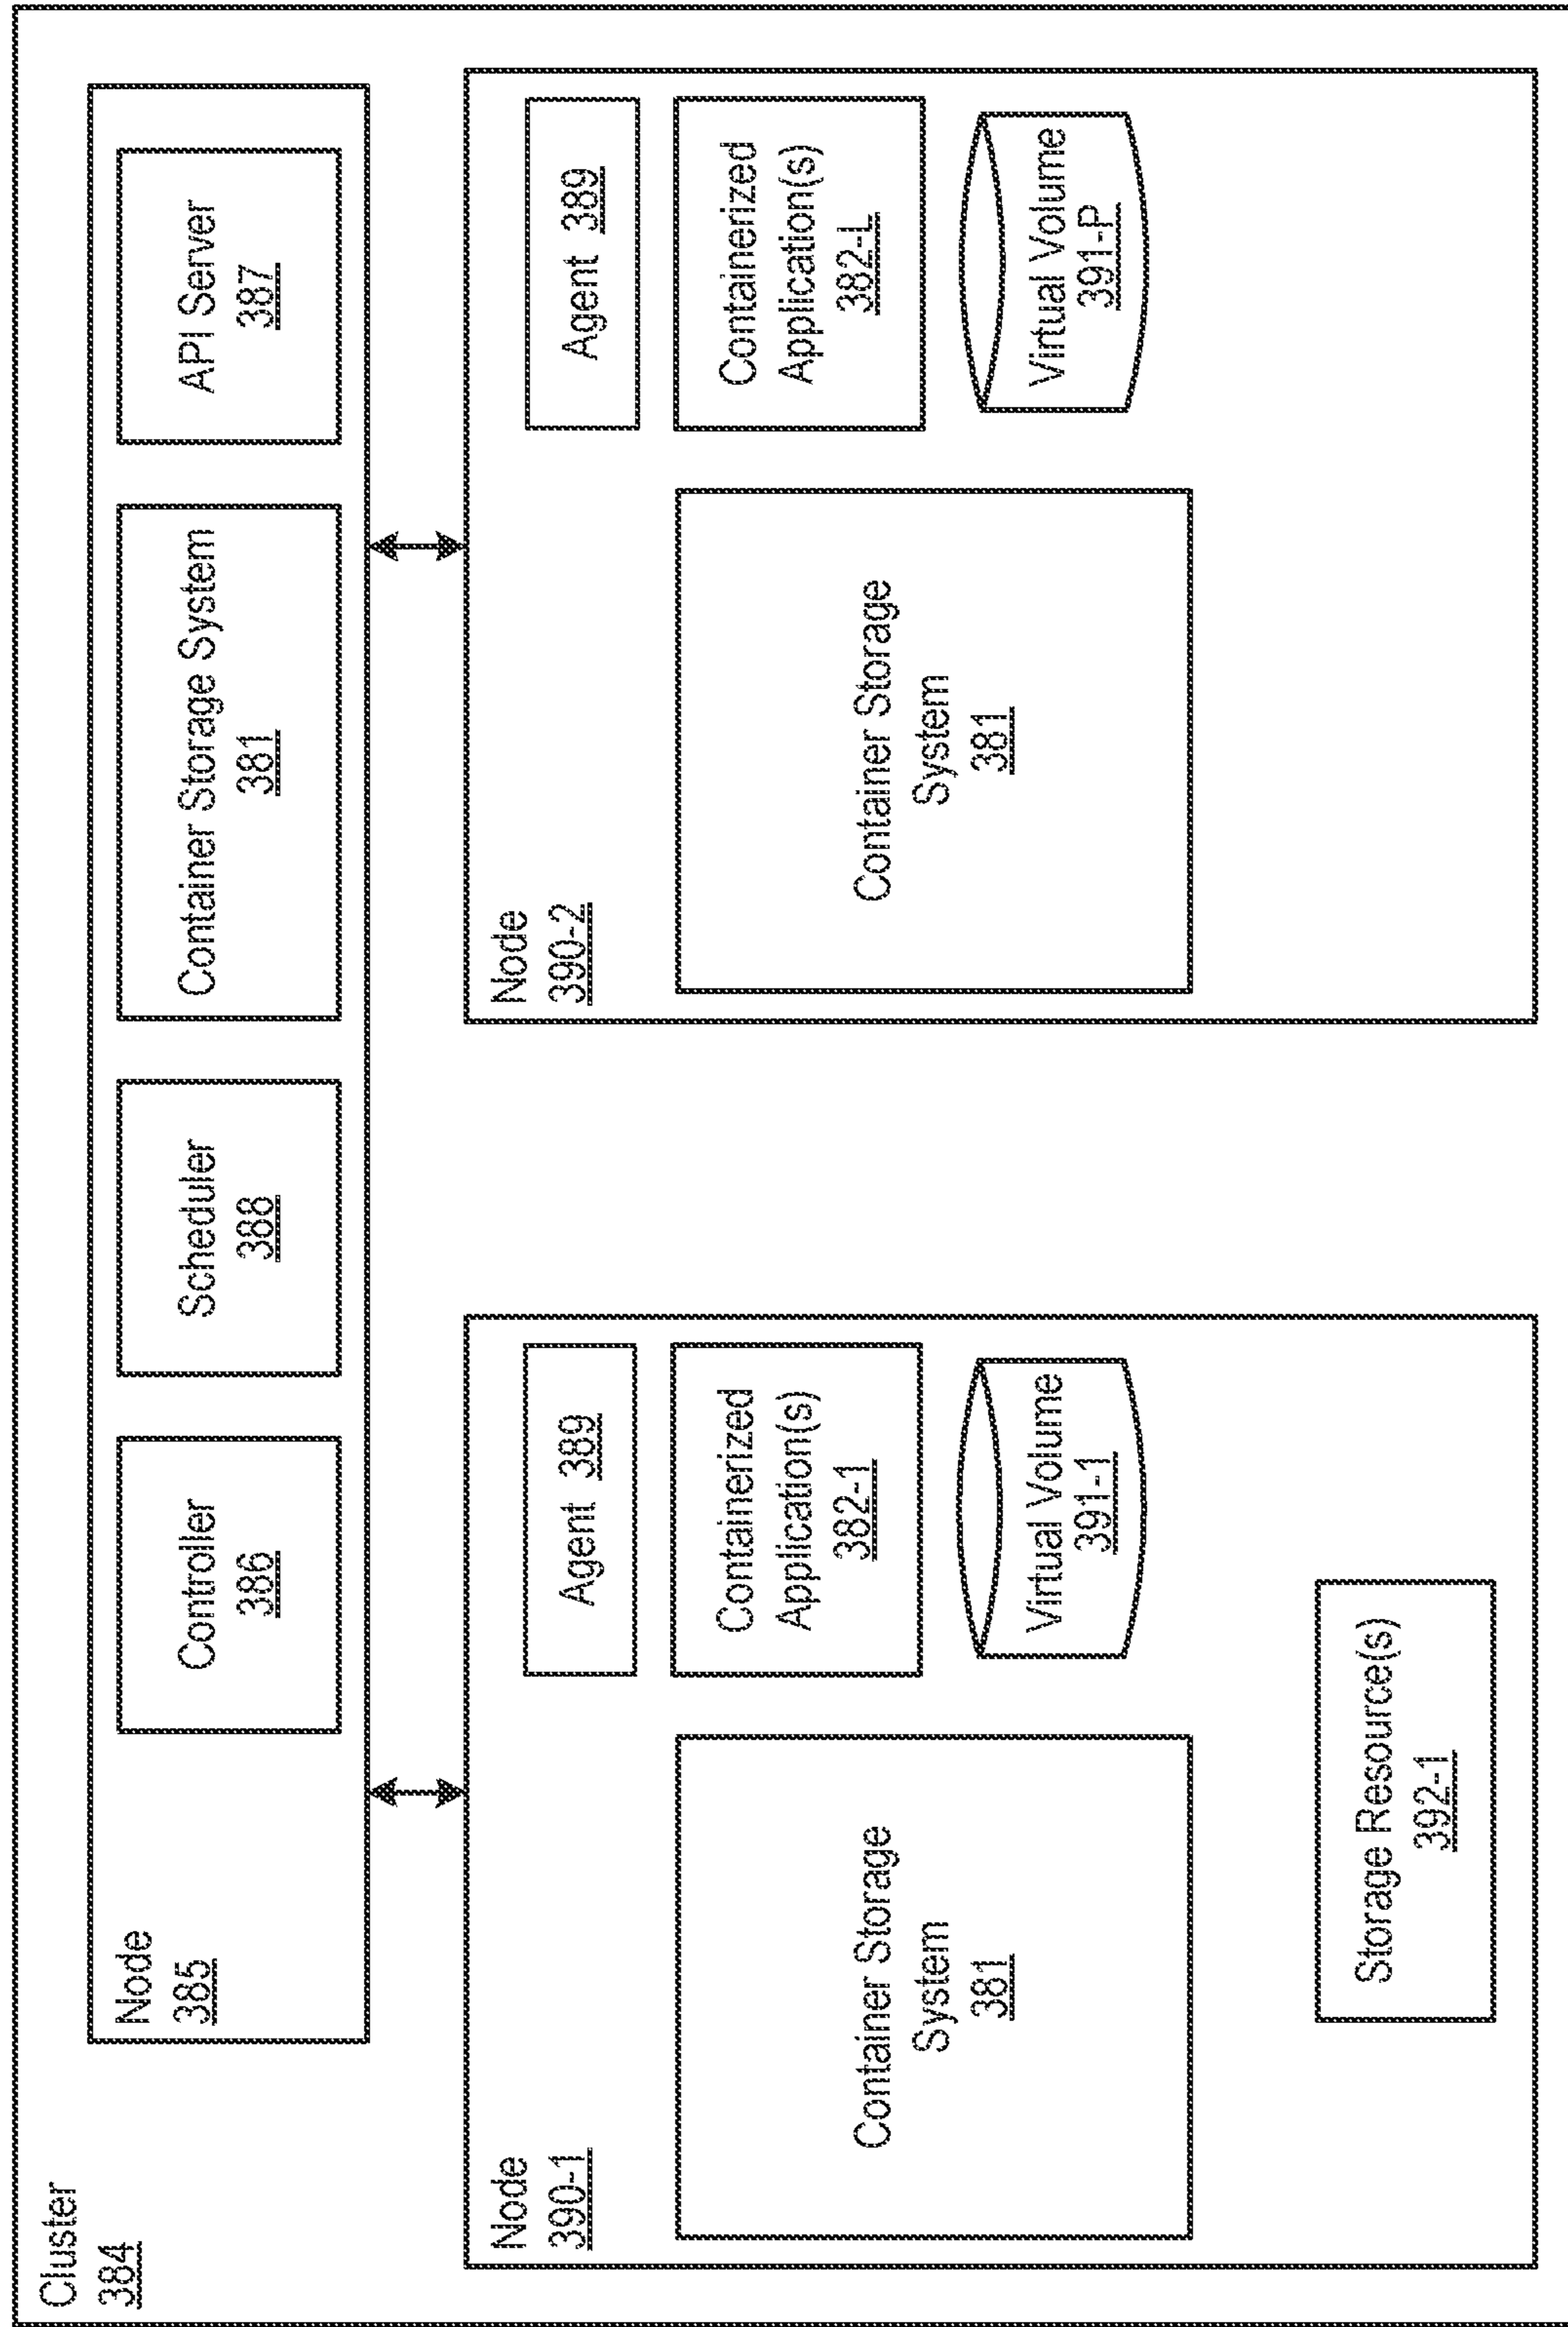 Cluster
384
Node
385
Controller
386
Scheduler
388
Container Storage System
381
API Server
387
Node
390-1
Agent 389
Container Storage
System
381
Containerized
Application(s)
382-1
Virtual Volume
391-1
Storage Resource(s)
392-1
Node
390-2
Agent 389
Container Storage
System
381
Containerized
Application(s)
382-L
Virtual Volume
391-P